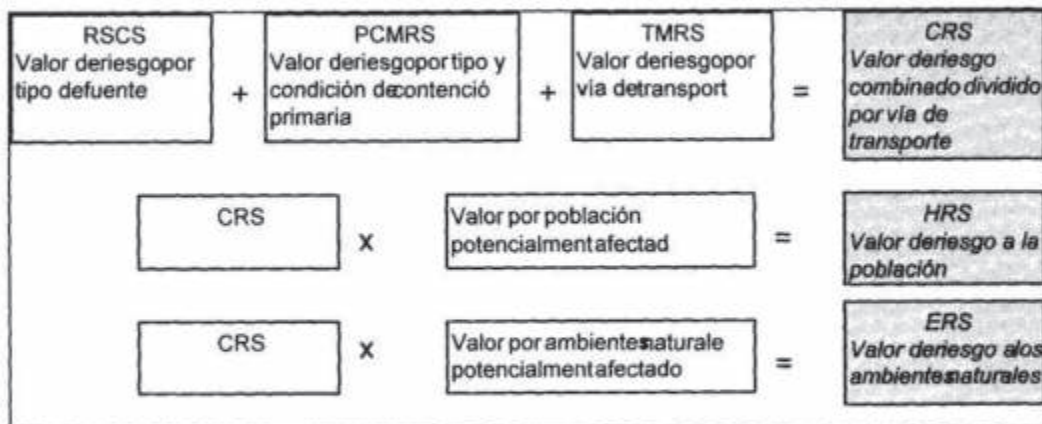 RSCS
Valor deriesgopor
tipo defuente
+
PCMRS
Valor deriesgoportipo y
condición decontenció
primaria
+
TMRS
Valor deriesgopor
vía detransport
=
CRS
Valor deriesgo
combinado dividido
por vía de
transporte
CRS
x
Valor por población
potencialmentafectad
=
HRS
Valor deriesgo a la
población
CRS
x
Valor por ambientesnaturale
potencialmentafectado
=
ERS
Valor deriesgo alos
ambientesnaturales